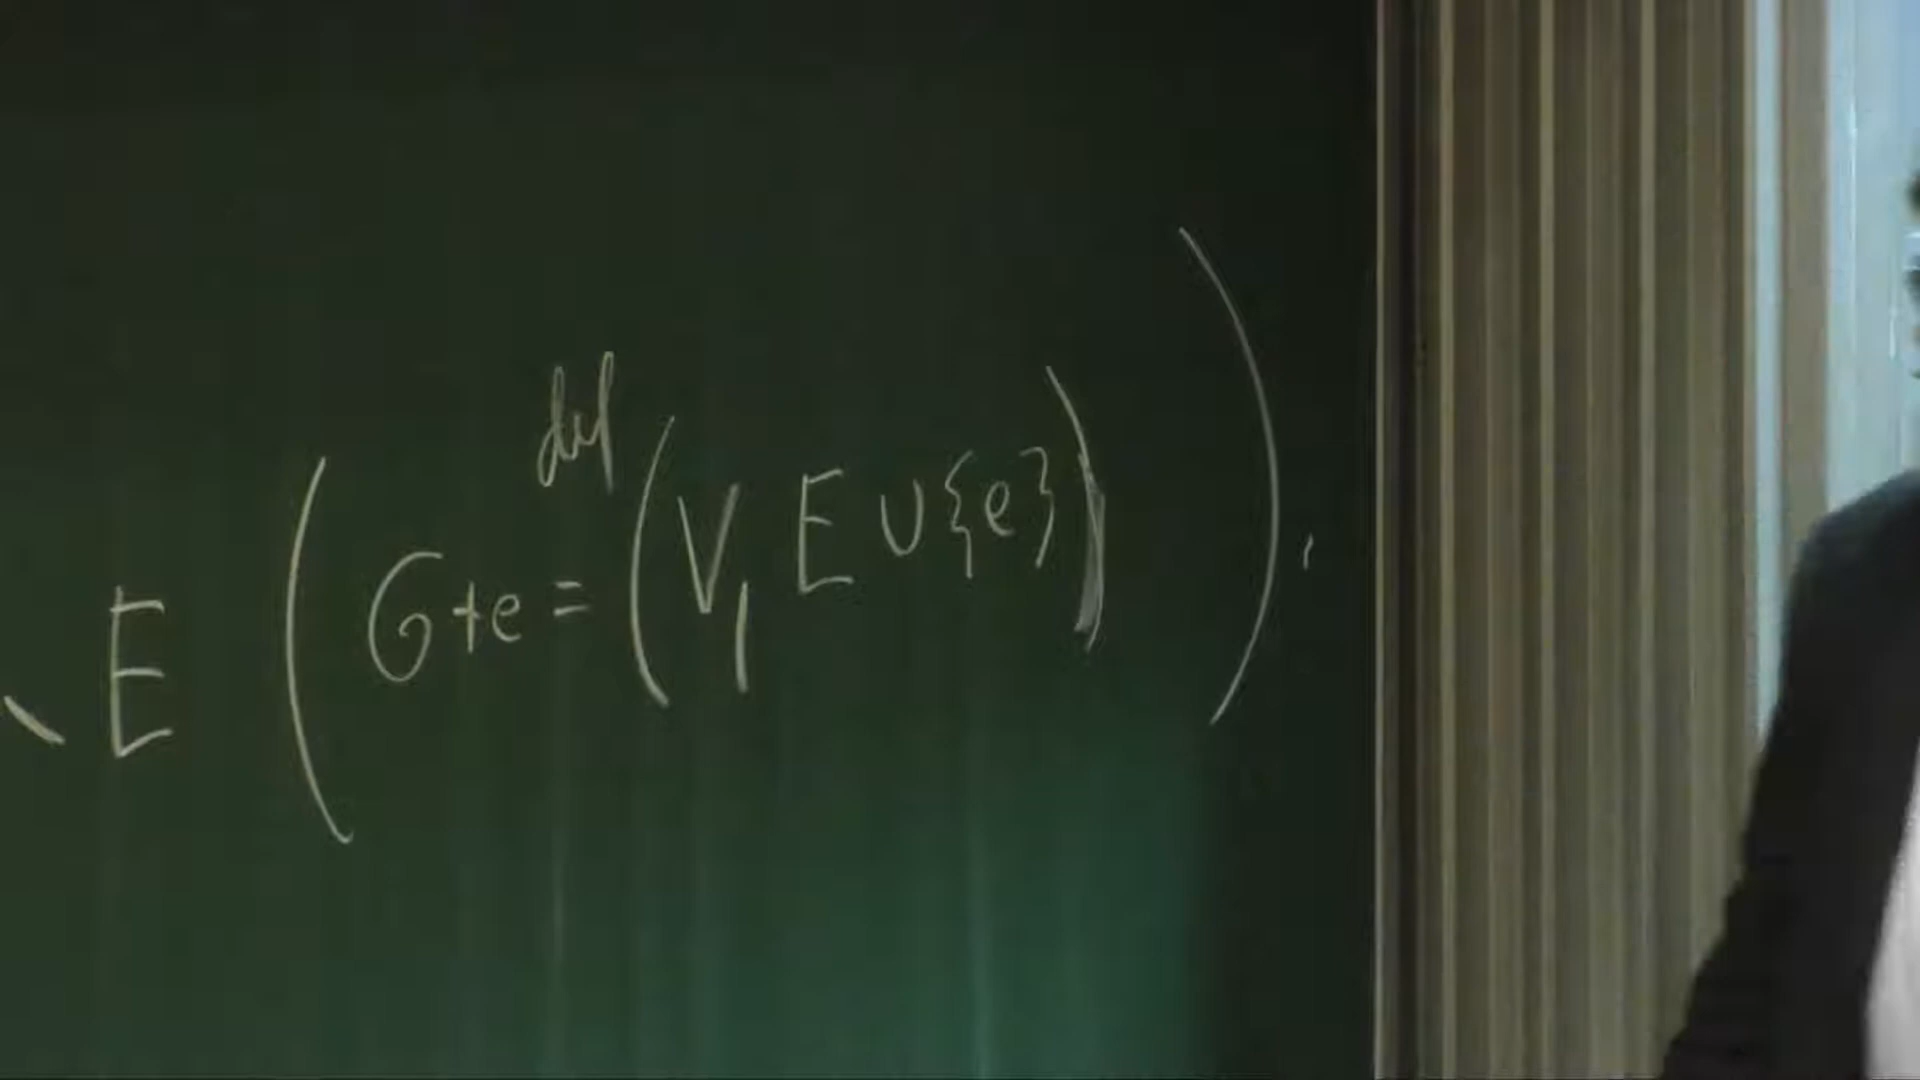 \ E ( G+e = def (V, E ∪ {e}) ).